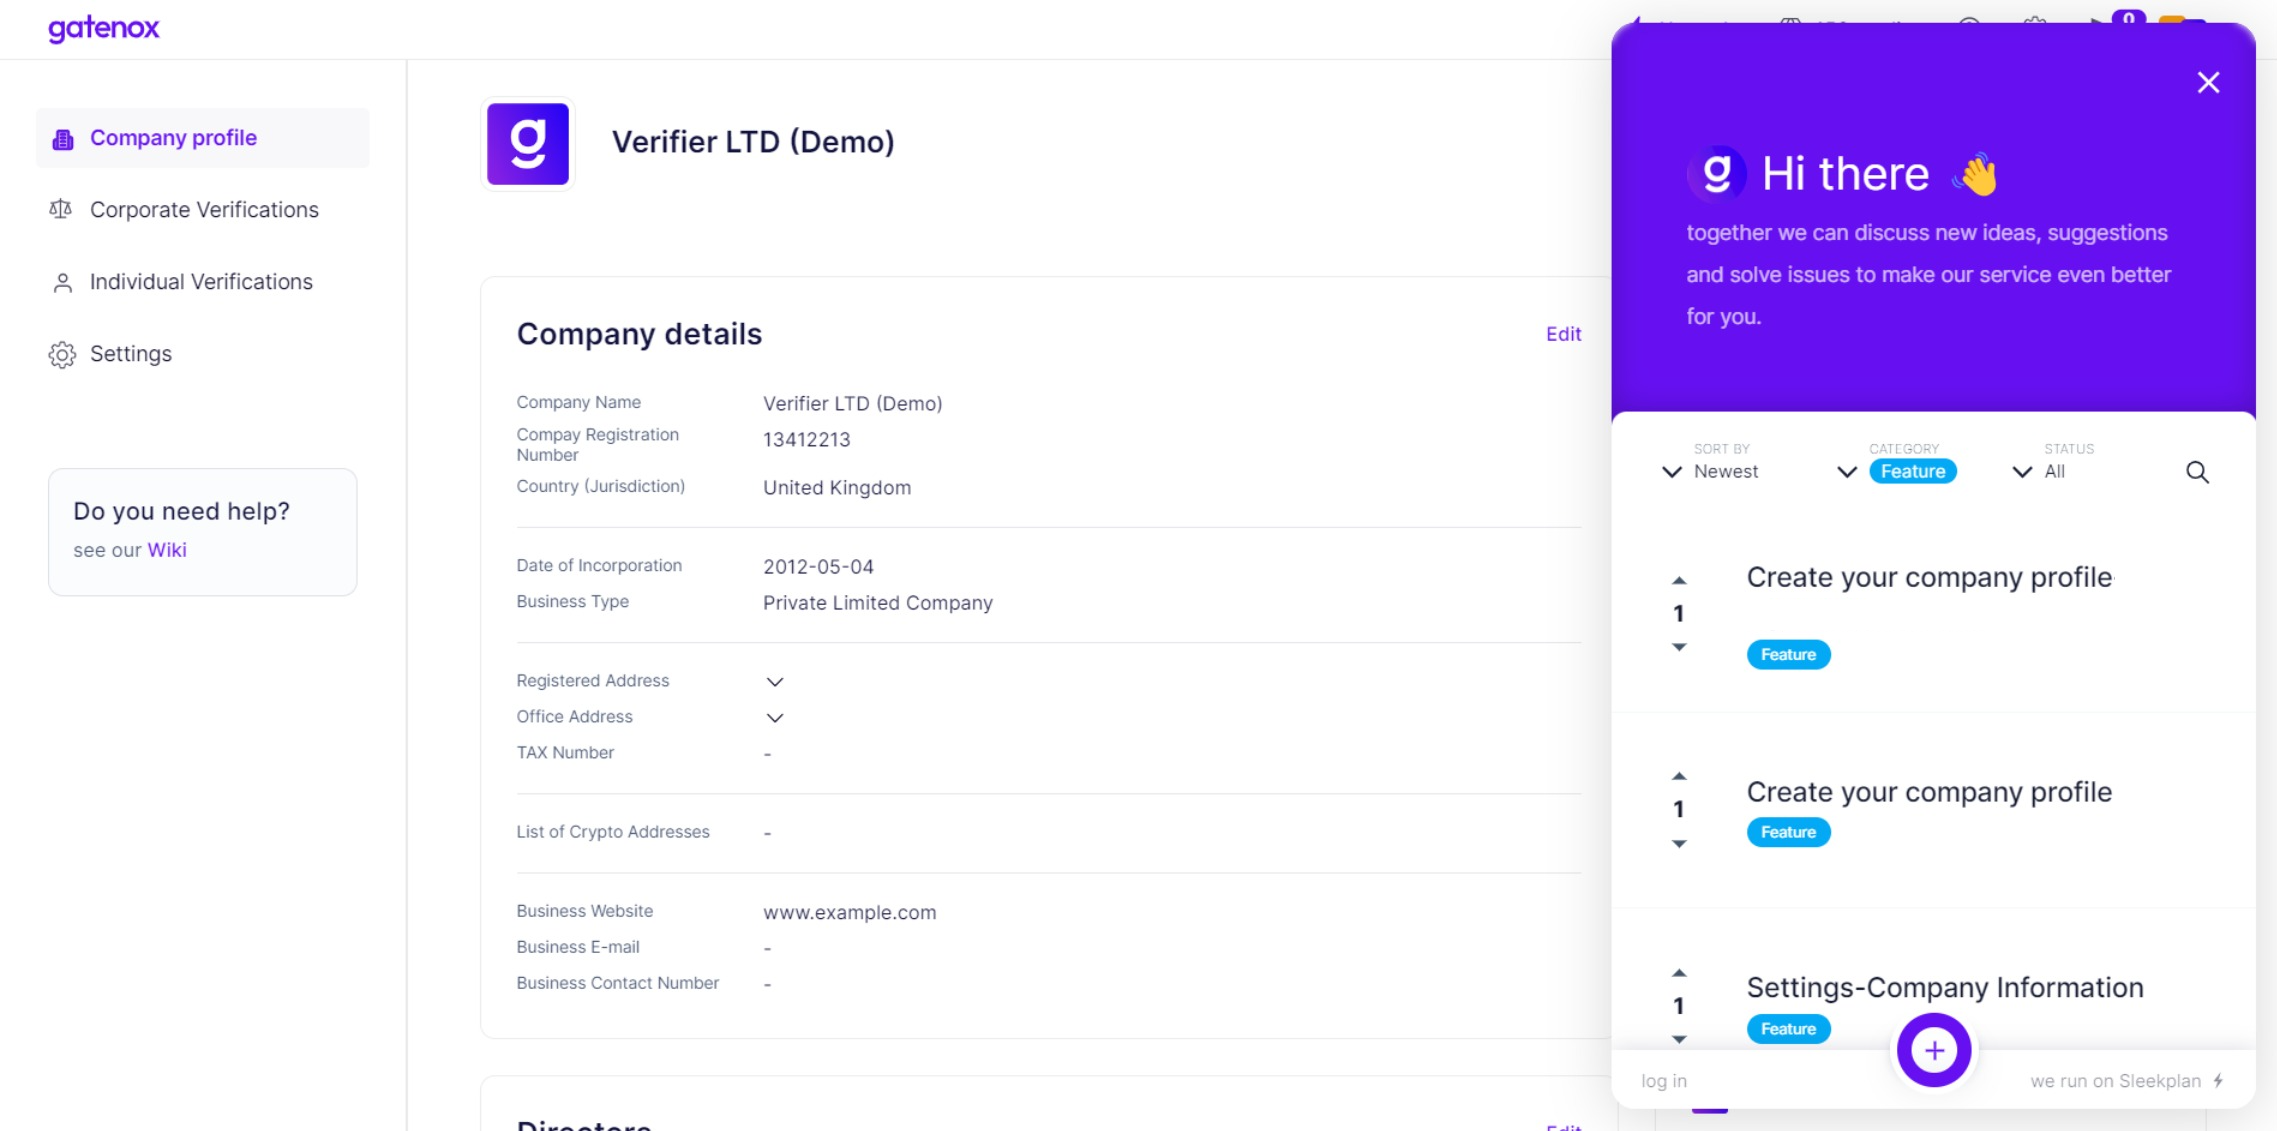 gatenox
Company profile
Corporate Verifications
Individual Verifications
Settings
Do you need help?
see our Wiki
g
Verifier LTD (Demo)
Company details
Edit
Company Name
Verifier LTD (Demo)
Compay Registration
Number
13412213
Country (Jurisdiction)
United Kingdom
Date of Incorporation
2012-05-04
Business Type
Private Limited Company
Registered Address
Office Address
TAX Number
-
List of Crypto Addresses
-
Business Website
www.example.com
Business E-mail
-
Business Contact Number
-
Directors
Edit
0
g Hi there 👋
together we can discuss new ideas, suggestions
and solve issues to make our service even better
for you.
SORT BY
Newest
CATEGORY
Feature
STATUS
All
Create your company profile
1
Feature
Create your company profile
1
Feature
Settings-Company Information
1
Feature
+
log in
we run on Sleekplan